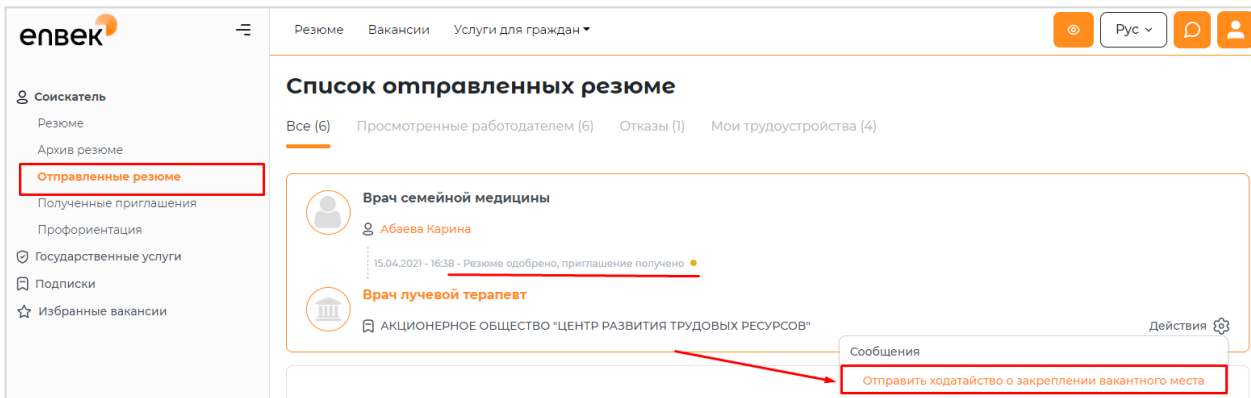 enвек
Резюме Вакансии Услуги для граждан
Рус
Соискатель
Резюме
Архив резюме
Отправленные резюме
Полученные приглашения
Профориентация
Государственные услуги
Подписки
Избранные вакансии
Список отправленных резюме
Все (6) Просмотренные работодателем (6) Отказы (1) Мои трудоустройства (4)
Врач семейной медицины
Абаева Карина
15.04.2021 - 16:38 - Резюме одобрено, приглашение получено
Врач лучевой терапевт
АКЦИОНЕРНОЕ ОБЩЕСТВО "ЦЕНТР РАЗВИТИЯ ТРУДОВЫХ РЕСУРСОВ"
Действия
Сообщения
Отправить ходатайство о закреплении вакантного места